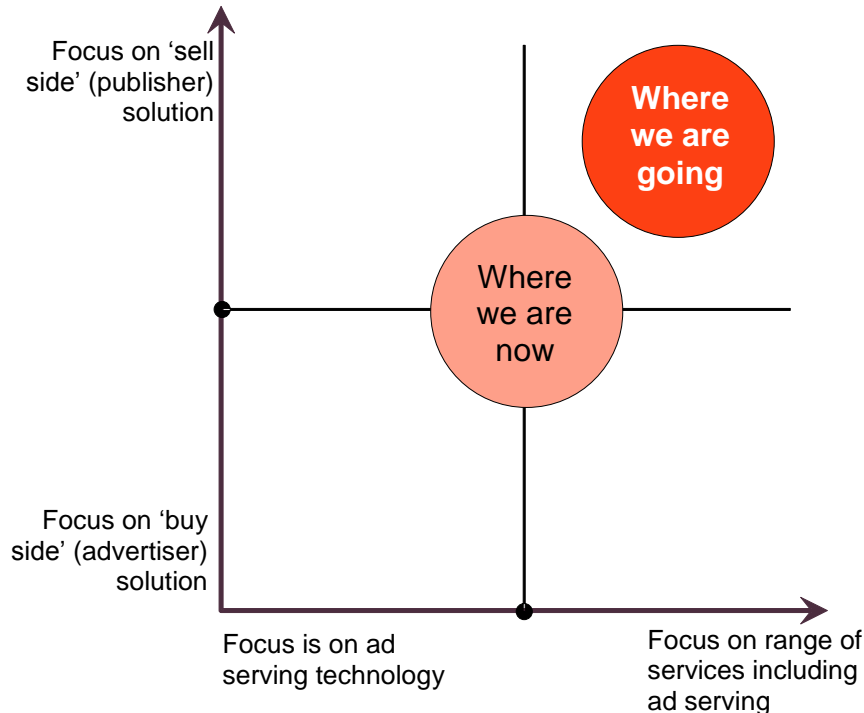 Focus on ‘sell
side’ (publisher)
solution
Where
we are
going
Where
we are
now
Focus on ‘buy
side’ (advertiser)
solution
Focus is on ad
serving technology
Focus on range of
services including
ad serving